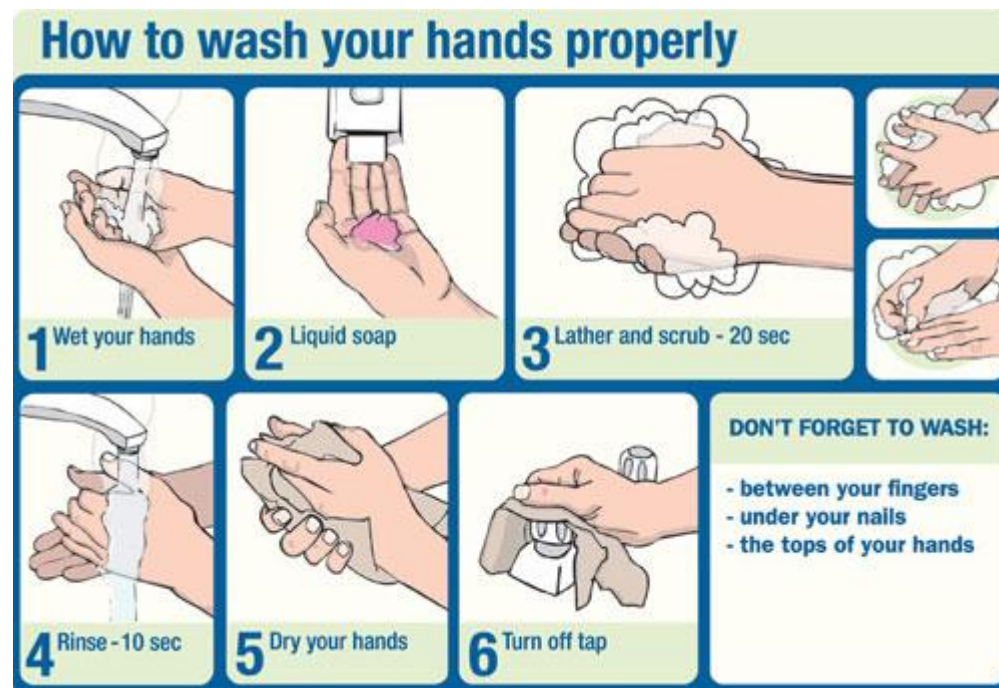 How to wash your hands properly
1 Wet your hands
2 Liquid soap
3 Lather and scrub - 20 sec
4 Rinse - 10 sec
5 Dry your hands
6 Turn off tap
DON'T FORGET TO WASH:
- between your fingers
- under your nails
- the tops of your hands